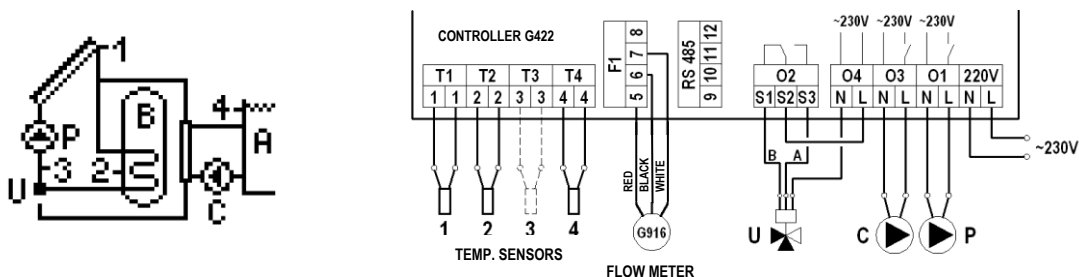 1
B
4
P
A
3
2
U
C
CONTROLLER G422
T1 T2 T3 T4
1 1 2 2 3 3 4 4
F1
5 6 7 8
RS 485
9 10 11 12
~230V ~230V ~230V
O2 O4 O3 O1 220V
S1 S2 S3 N L N L N L N L
~230V
B A
RED
BLACK
WHITE
1 2 3 4
TEMP. SENSORS
G916
FLOW METER
U C P